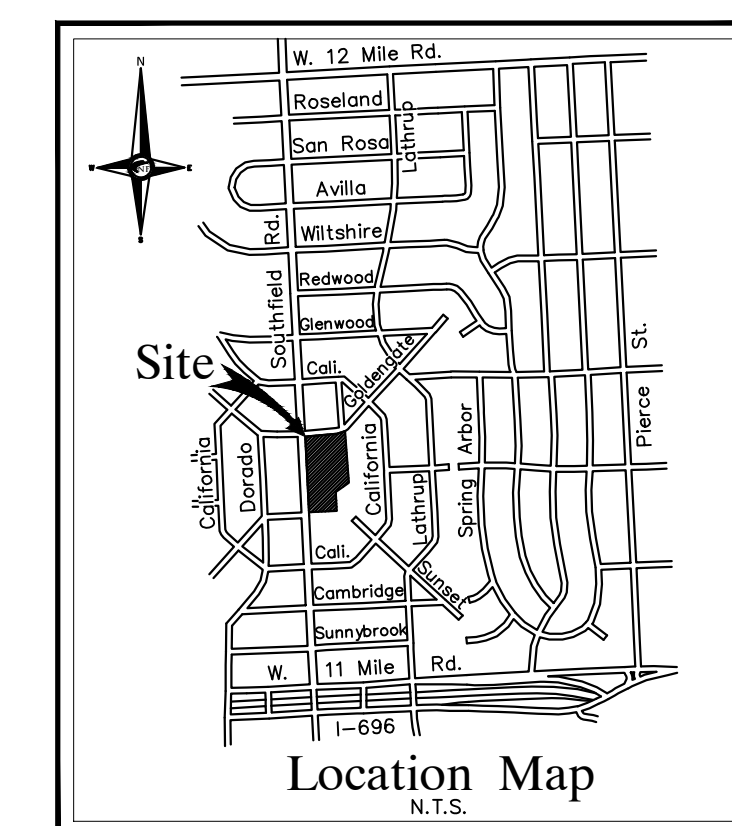 N
W. 12 Mile Rd.
Roseland
Lathrup
San Rosa
W
NF
E
Avilla
S
Southfield Rd.
Wiltshire
Redwood
Glenwood
St.
Site
Cali.
Goldengate
Pierce
California
Dorado
California
Arbor
Spring
Lathrup
Cali.
Sunset
Cambridge
Sunnybrook
W. 11 Mile Rd.
I-696
Location Map
N.T.S.